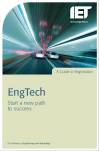 IET
A Guide to Registration
EngTech
Start a new path
to success